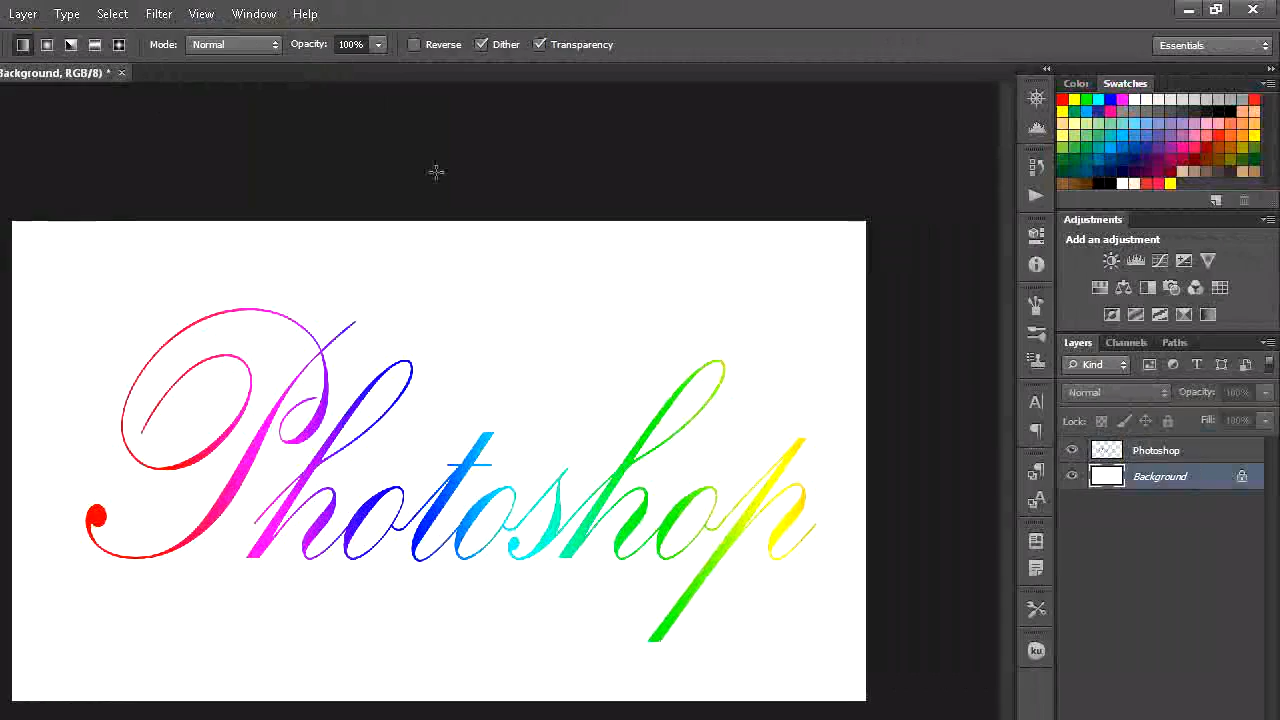 Layer Type Select Filter View Window Help
Mode: Normal Opacity: 100% Reverse Dither Transparency Essentials
Background, RGB/8) * ×
Color Swatches
Adjustments
Add an adjustment
Layers Channels Paths
Kind
Normal Opacity: 100%
Lock: Fill: 100%
Photoshop
Background
ku
Photoshop